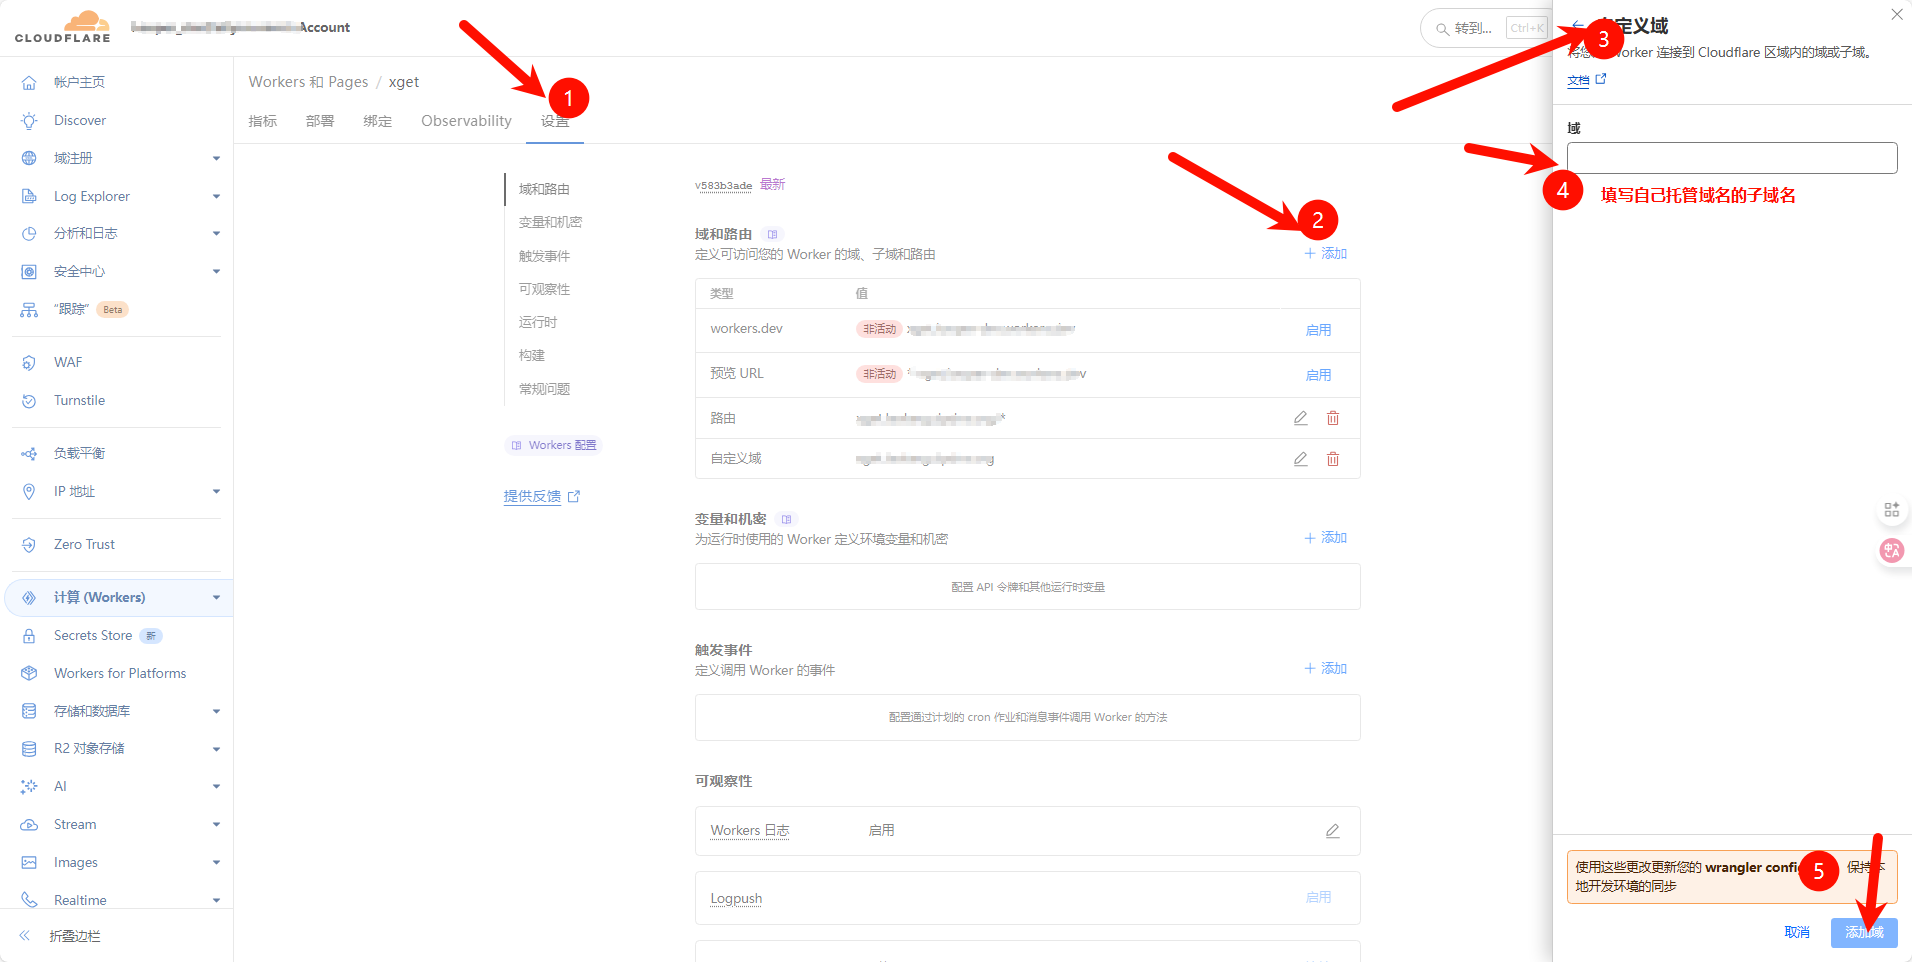 CLOUDFLARE
Account
转到...
Ctrl+K
帐户主页
Discover
域注册
Log Explorer
分析和日志
安全中心
“跟踪”
Beta
WAF
Turnstile
负载平衡
IP 地址
Zero Trust
计算 (Workers)
Secrets Store
新
Workers for Platforms
存储和数据库
R2 对象存储
AI
Stream
Images
Realtime
折叠边栏
Workers 和 Pages / xget
指标
部署
绑定
Observability
设置
1
域和路由
变量和机密
触发事件
可观察性
运行时
构建
常规问题
Workers 配置
提供反馈
v583b3ade 最新
域和路由
2
定义可访问您的 Worker 的域、子域和路由
添加
类型
值
workers.dev
非活动
启用
预览 URL
非活动
启用
路由
自定义域
变量和机密
为运行时使用的 Worker 定义环境变量和机密
添加
配置 API 令牌和其他运行时变量
触发事件
定义调用 Worker 的事件
添加
配置通过计划的 cron 作业和消息事件调用 Worker 的方法
可观察性
Workers 日志
启用
Logpush
启用
定义域
3
Worker 连接到 Cloudflare 区域内的域或子域。
文档
域
4
填写自己托管域名的子域名
使用这些更改更新您的 wrangler config
5
保持本
地开发环境的同步
取消
添加域